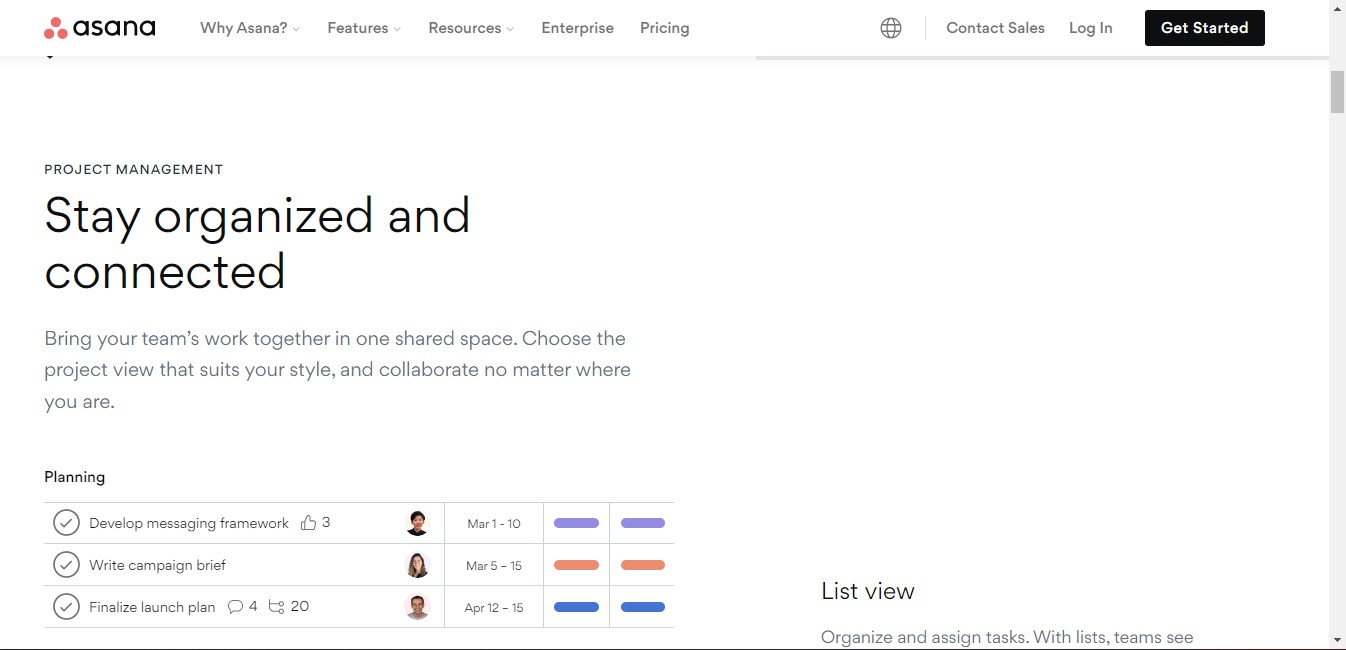 asana Why Asana? Features Resources Enterprise Pricing Contact Sales Log In Get Started
PROJECT MANAGEMENT
Stay organized and
connected
Bring your team’s work together in one shared space. Choose the
project view that suits your style, and collaborate no matter where
you are.
Planning
Develop messaging framework 3 Mar 1 - 10
Write campaign brief Mar 5 – 15
Finalize launch plan 4 20 Apr 12 – 15
List view
Organize and assign tasks. With lists, teams see